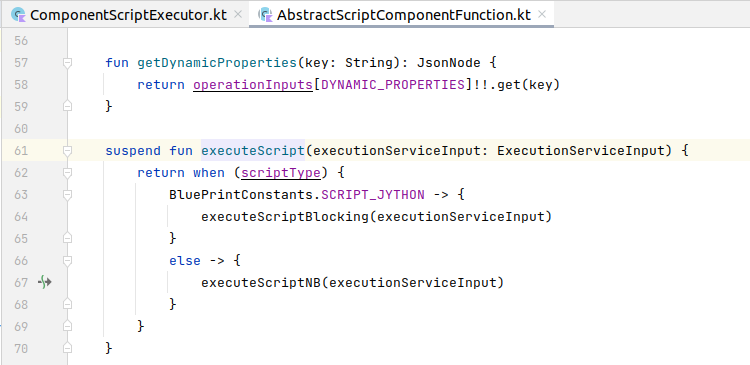 ComponentScriptExecutor.kt
AbstractScriptComponentFunction.kt
56
57 fun getDynamicProperties(key: String): JsonNode {
58 return operationInputs[DYNAMIC_PROPERTIES]!!.get(key)
59 }
60
61 suspend fun executeScript(executionServiceInput: ExecutionServiceInput) {
62 return when (scriptType) {
63 BluePrintConstants.SCRIPT_JYTHON -> {
64 executeScriptBlocking(executionServiceInput)
65 }
66 else -> {
67 executeScriptNB(executionServiceInput)
68 }
69 }
70 }